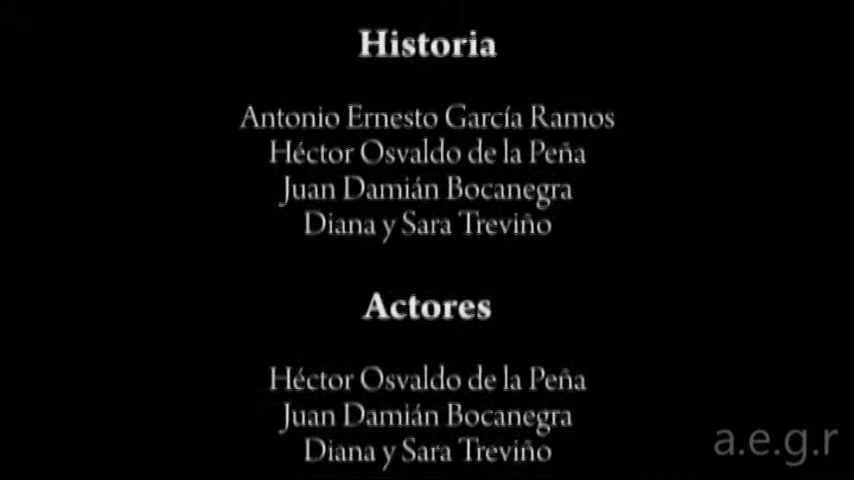 Historia
Antonio Ernesto García Ramos
Héctor Osvaldo de la Peña
Juan Damián Bocanegra
Diana y Sara Treviño
Actores
Héctor Osvaldo de la Peña
Juan Damián Bocanegra
Diana y Sara Treviño
a.e.g.r